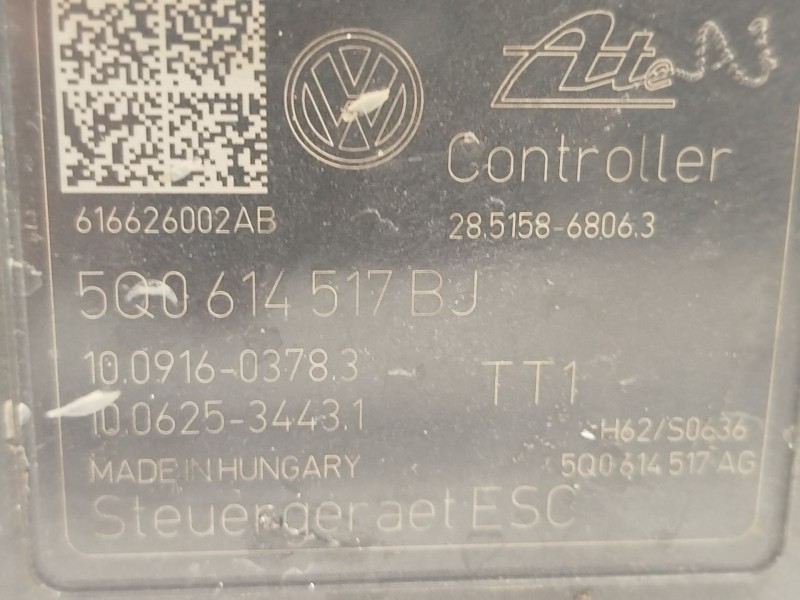 Ate
Controller
616626002AB
28.5158-6806.3
5Q0 614 517 BJ
10.0916-0378.3
TT1
10.0625-3443.1
H62/S0636
MADE IN HUNGARY
5Q0 614 517 AG
Steuergeraet ESC